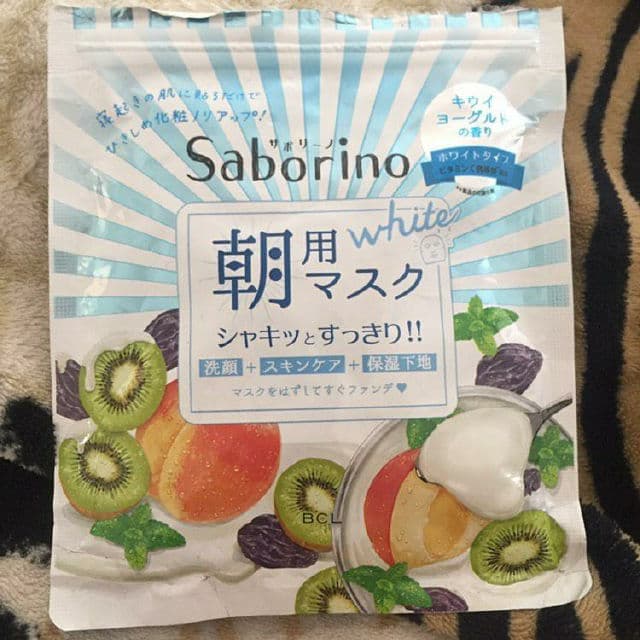 寝起きの肌に貼るだけで
ひきしめ化粧ノリアップ!
サボリーノ
Saborino
キウイ
ヨーグルト
の香り
ホワイトタイプ
朝用マスク
white
シャキッとすっきり!!
洗顔+スキンケア+保湿下地
マスクをはずしてすぐファンデ♥
BCL